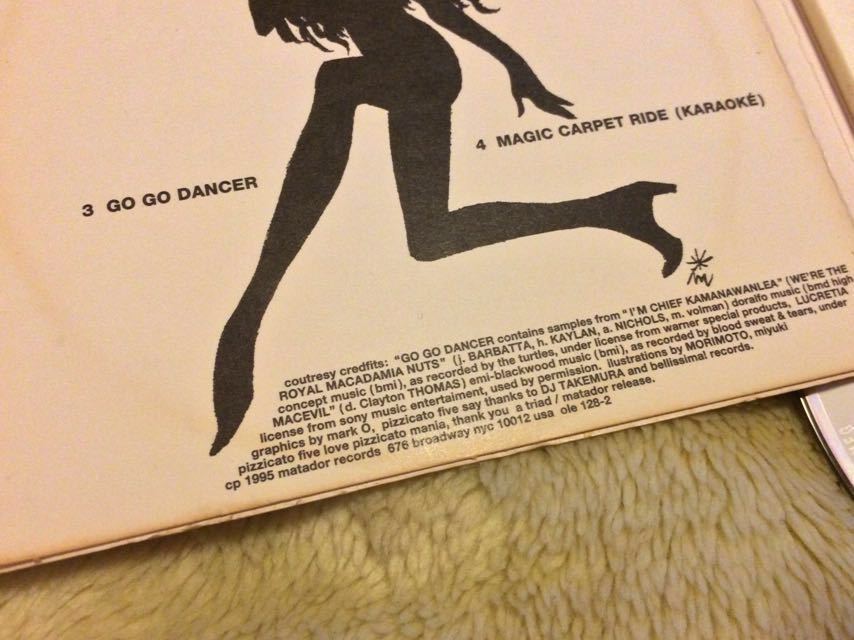 4 MAGIC CARPET RIDE (KARAOKÉ)
3 GO GO DANCER
coutresy credfits: "GO GO DANCER contains samples from "I'M CHIEF KAMANAWANLEA" (WE'RE THE
ROYAL MACADAMIA NUTS" (j. BARBATTA, h. KAYLAN, a. NICHOLS, m. volman) doralfo music (bmd high
concept music (bmi), as recorded by the turtles, under license from warner special products, LUCRETIA
MACEVIL" (d. Clayton THOMAS) emi-blackwood music (bmi), as recorded by blood sweat & tears, under
license from sony music entertaiment, used by permission. ilustrations by MORIMOTO, miyuki
graphics by mark O, pizzicato five say thanks to DJ TAKEMURA and bellissimal records.
pizzicato five love pizzicato mania, thank you a triad / matador release.
cp 1995 matador records 676 broadway nyc 10012 usa ole 128-2